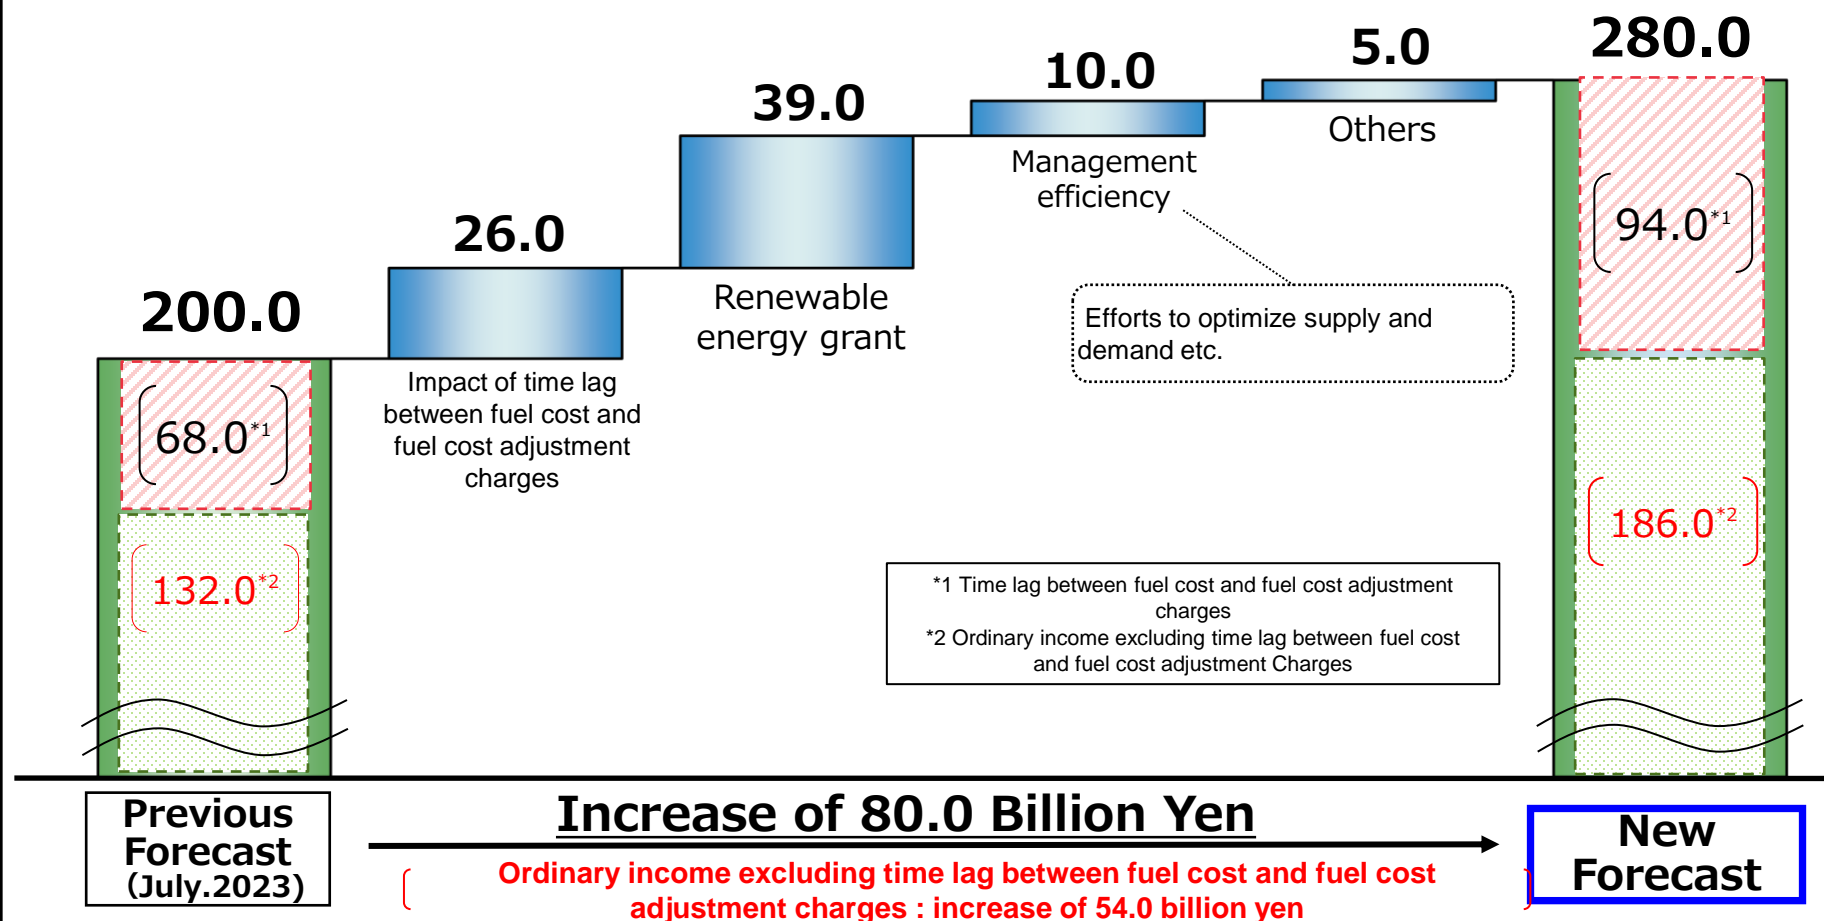 200.0
26.0
39.0
10.0
5.0
280.0
Impact of time lag
between fuel cost and
fuel cost adjustment
charges
Renewable
energy grant
Management
efficiency
Others
Efforts to optimize supply and
demand etc.
68.0*1
132.0*2
94.0*1
186.0*2
*1 Time lag between fuel cost and fuel cost adjustment
charges
*2 Ordinary income excluding time lag between fuel cost
and fuel cost adjustment Charges
Previous
Forecast
(July.2023)
Increase of 80.0 Billion Yen
Ordinary income excluding time lag between fuel cost and fuel cost
adjustment charges : increase of 54.0 billion yen
New
Forecast